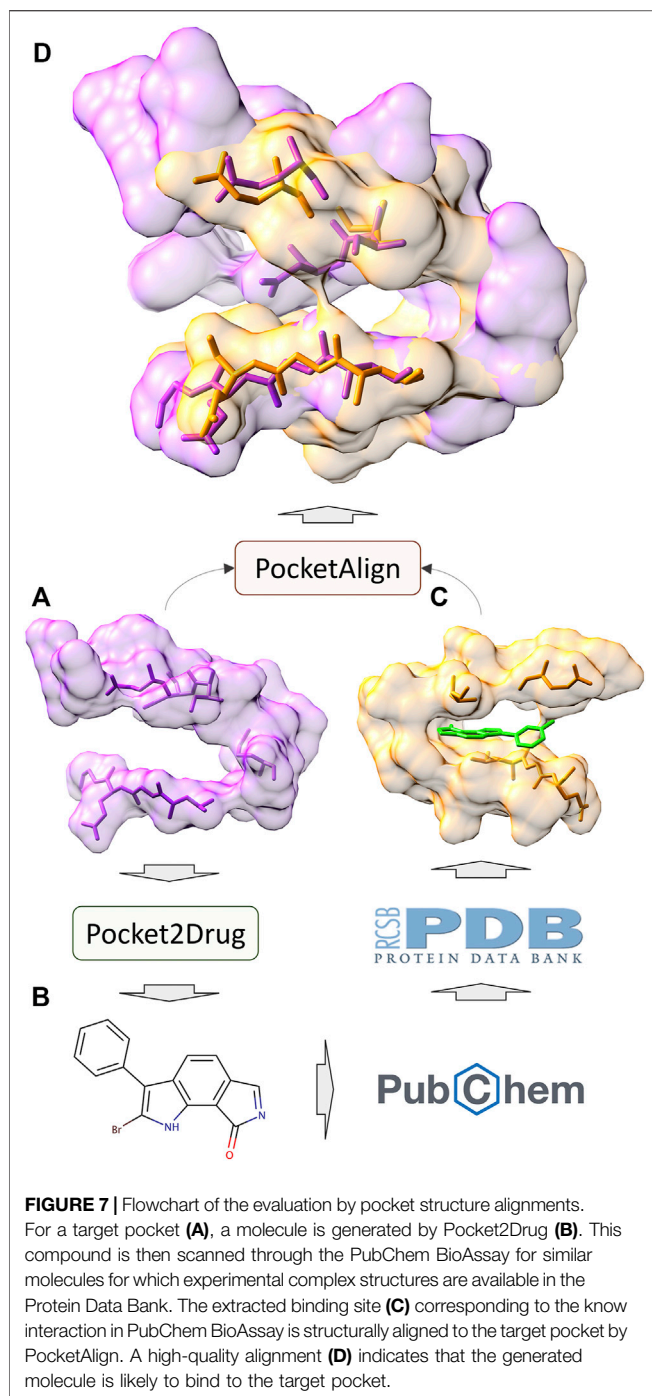 D
PocketAlign
A
C
Pocket2Drug
RCSB
PDB
PROTEIN DATA BANK
B
Br
NH
N
O
PubChem
FIGURE 7 | Flowchart of the evaluation by pocket structure alignments.
For a target pocket (A), a molecule is generated by Pocket2Drug (B). This
compound is then scanned through the PubChem BioAssay for similar
molecules for which experimental complex structures are available in the
Protein Data Bank. The extracted binding site (C) corresponding to the know
interaction in PubChem BioAssay is structurally aligned to the target pocket by
PocketAlign. A high-quality alignment (D) indicates that the generated
molecule is likely to bind to the target pocket.